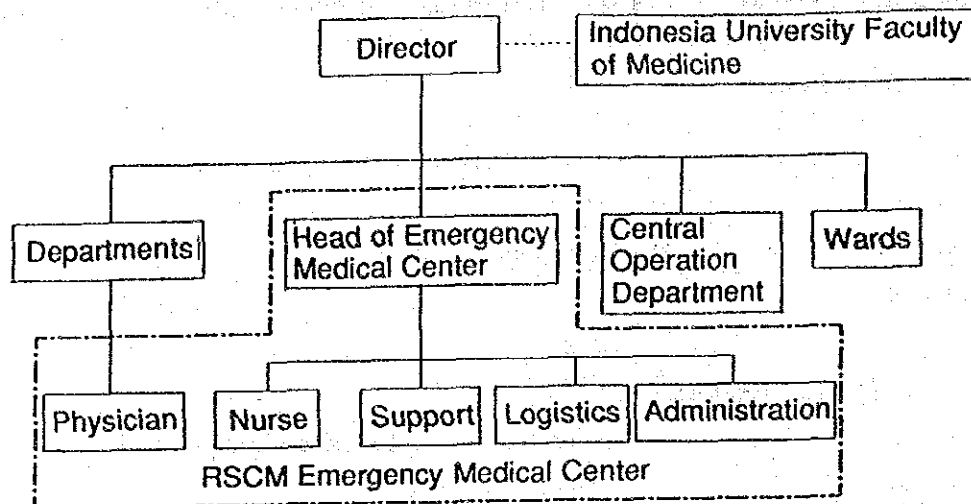 Director
Indonesia University Faculty
of Medicine
Departments
Head of Emergency
Medical Center
Central
Operation
Department
Wards
Physician
Nurse
Support
Logistics
Administration
RSCM Emergency Medical Center